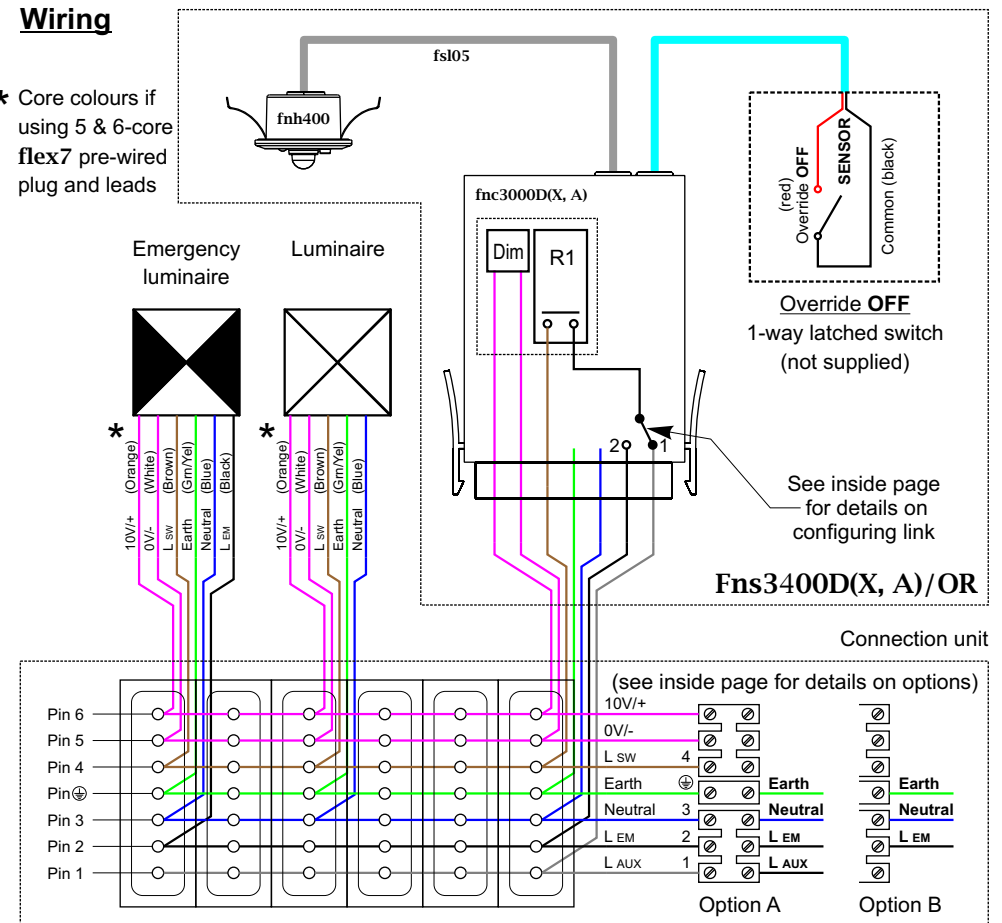 Wiring
* Core colours if
using 5 & 6-core
flex7 pre-wired
plug and leads
fsl05
fnh400
fnc3000D(X, A)
Dim
R1
2
1
(red)
Override OFF
SENSOR
Common (black)
Override OFF
1-way latched switch
(not supplied)
See inside page
for details on
configuring link
Fns3400D(X, A)/OR
Emergency
luminaire
Luminaire
*
10V/+ (Orange)
0V/- (White)
L SW (Brown)
Earth (Grn/Yel)
Neutral (Blue)
L EM (Black)
*
10V/+ (Orange)
0V/- (White)
L SW (Brown)
Earth (Grn/Yel)
Neutral (Blue)
Connection unit
(see inside page for details on options)
Pin 6
Pin 5
Pin 4
Pin
Pin 3
Pin 2
Pin 1
10V/+
0V/-
L SW 4
Earth
Neutral 3
L EM 2
L AUX 1
Earth
Neutral
L EM
L AUX
Option A
Earth
Neutral
L EM
Option B